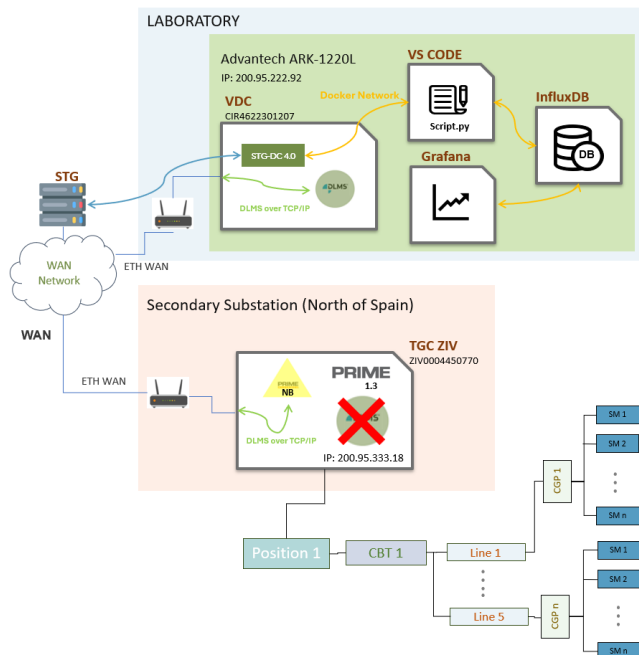 LABORATORY
Advantech ARK-1220L
IP: 200.95.222.92
VDC
CIR4622301207
Docker Network
VS CODE
Script.py
InfluxDB
DB
Grafana
STG-DC 4.0
DLMS
DLMS over TCP/IP
STG
WAN
Network
ETH WAN
WAN
ETH WAN
Secondary Substation (North of Spain)
TGC ZIV
ZIV0004450770
PRIME
NB
PRIME
1.3
DLMS over TCP/IP
IP: 200.95.333.18
Position 1
CBT 1
Line 1
Line 5
CGP 1
CGP n
SM 1
SM 2
SM n
SM 1
SM 2
SM n